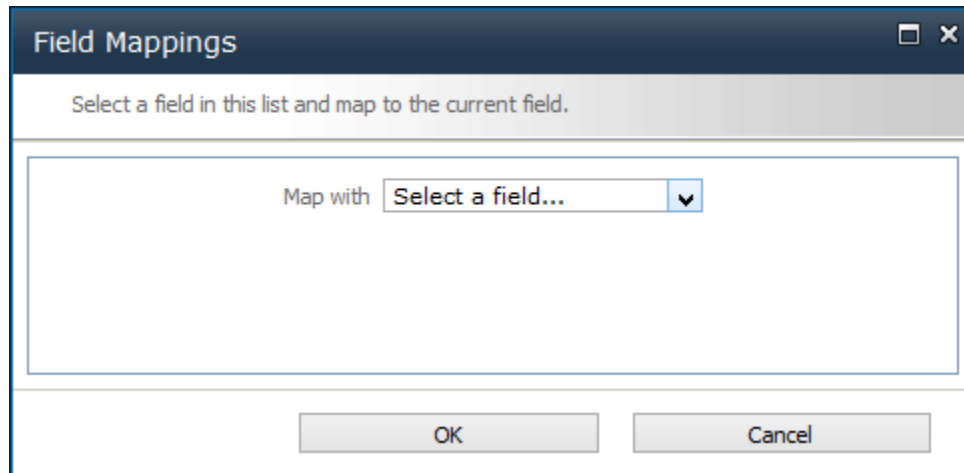 Field Mappings
Select a field in this list and map to the current field.
Map with Select a field...
OK Cancel